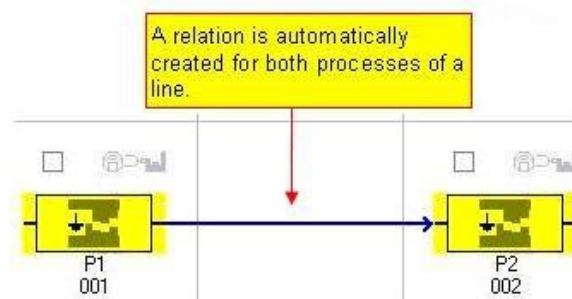 A relation is automatically
created for both processes of a
line.
P1
001
P2
002